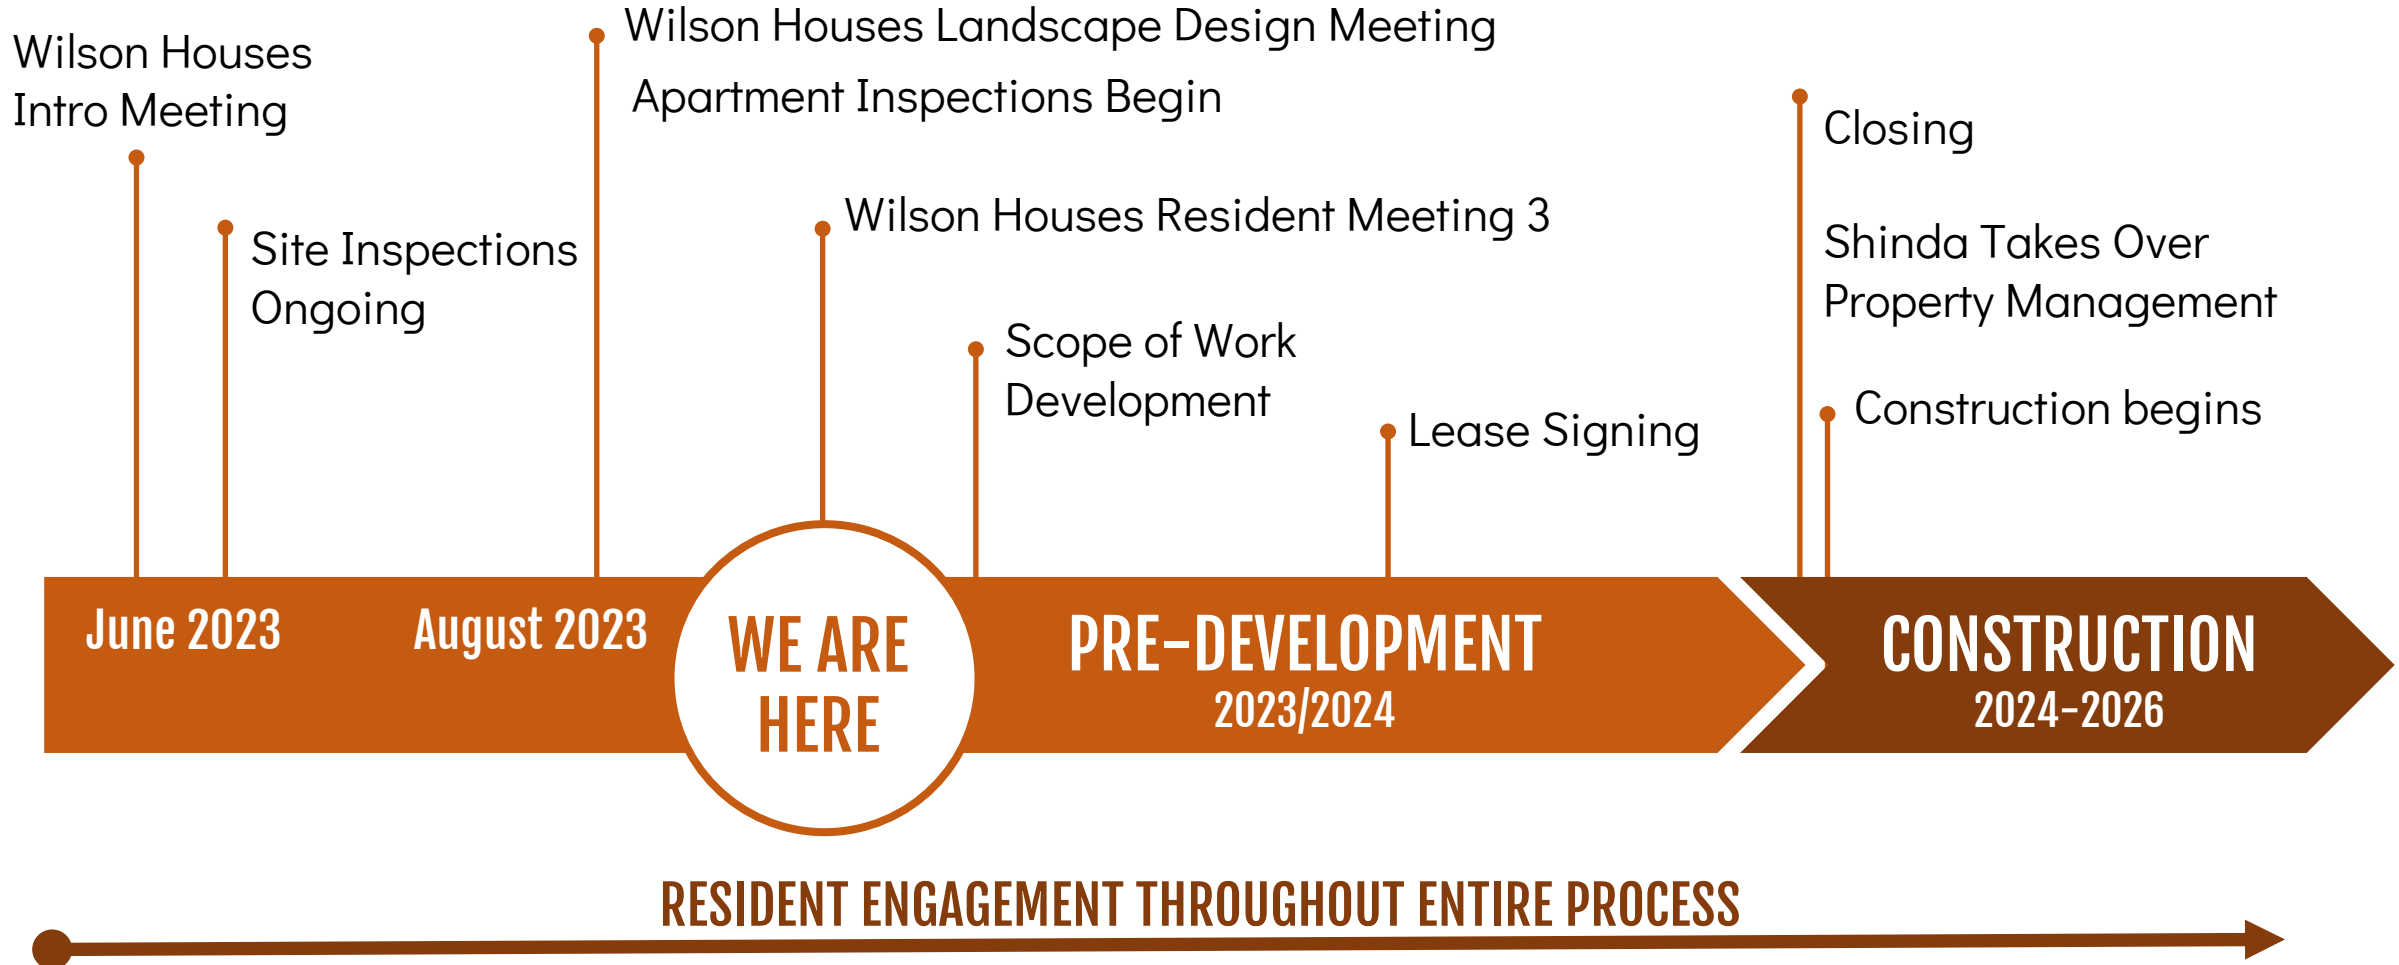 Wilson Houses
Intro Meeting
Site Inspections
Ongoing
Wilson Houses Landscape Design Meeting
Apartment Inspections Begin
Wilson Houses Resident Meeting 3
Scope of Work
Development
Lease Signing
Closing
Shinda Takes Over
Property Management
Construction begins
June 2023
August 2023
WE ARE
HERE
PRE-DEVELOPMENT
2023/2024
CONSTRUCTION
2024-2026
RESIDENT ENGAGEMENT THROUGHOUT ENTIRE PROCESS